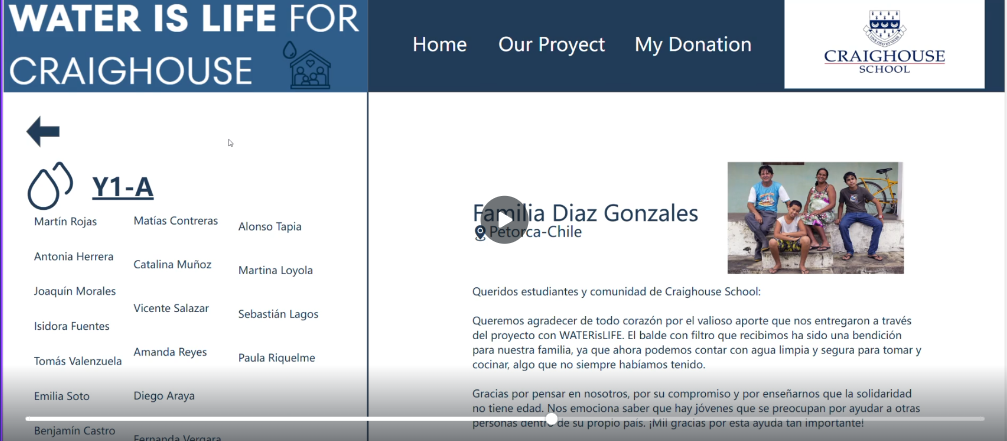 WATER IS LIFE FOR
CRAIGHOUSE
Home
Our Proyect
My Donation
CRAIGHOUSE
SCHOOL
Y1-A
Martín Rojas
Antonia Herrera
Joaquín Morales
Isidora Fuentes
Tomás Valenzuela
Emilia Soto
Benjamín Castro
Matías Contreras
Catalina Muñoz
Vicente Salazar
Amanda Reyes
Diego Araya
Fernanda Vergara
Alonso Tapia
Martina Loyola
Sebastián Lagos
Paula Riquelme
Familia Diaz Gonzales
Petorca-Chile
Queridos estudiantes y comunidad de Craighouse School:
Queremos agradecer de todo corazón por el valioso aporte que nos entregaron a través
del proyecto con WATERisLIFE. El balde con filtro que recibimos ha sido una bendición
para nuestra familia, ya que ahora podemos contar con agua limpia y segura para tomar y
cocinar, algo que no siempre habíamos tenido.
Gracias por pensar en nosotros, por su compromiso y por enseñarnos que la solidaridad
no tiene edad. Nos emociona saber que hay jóvenes que se preocupan por ayudar a otras
personas dentro de su propio país. ¡Mil gracias por esta ayuda tan importante!